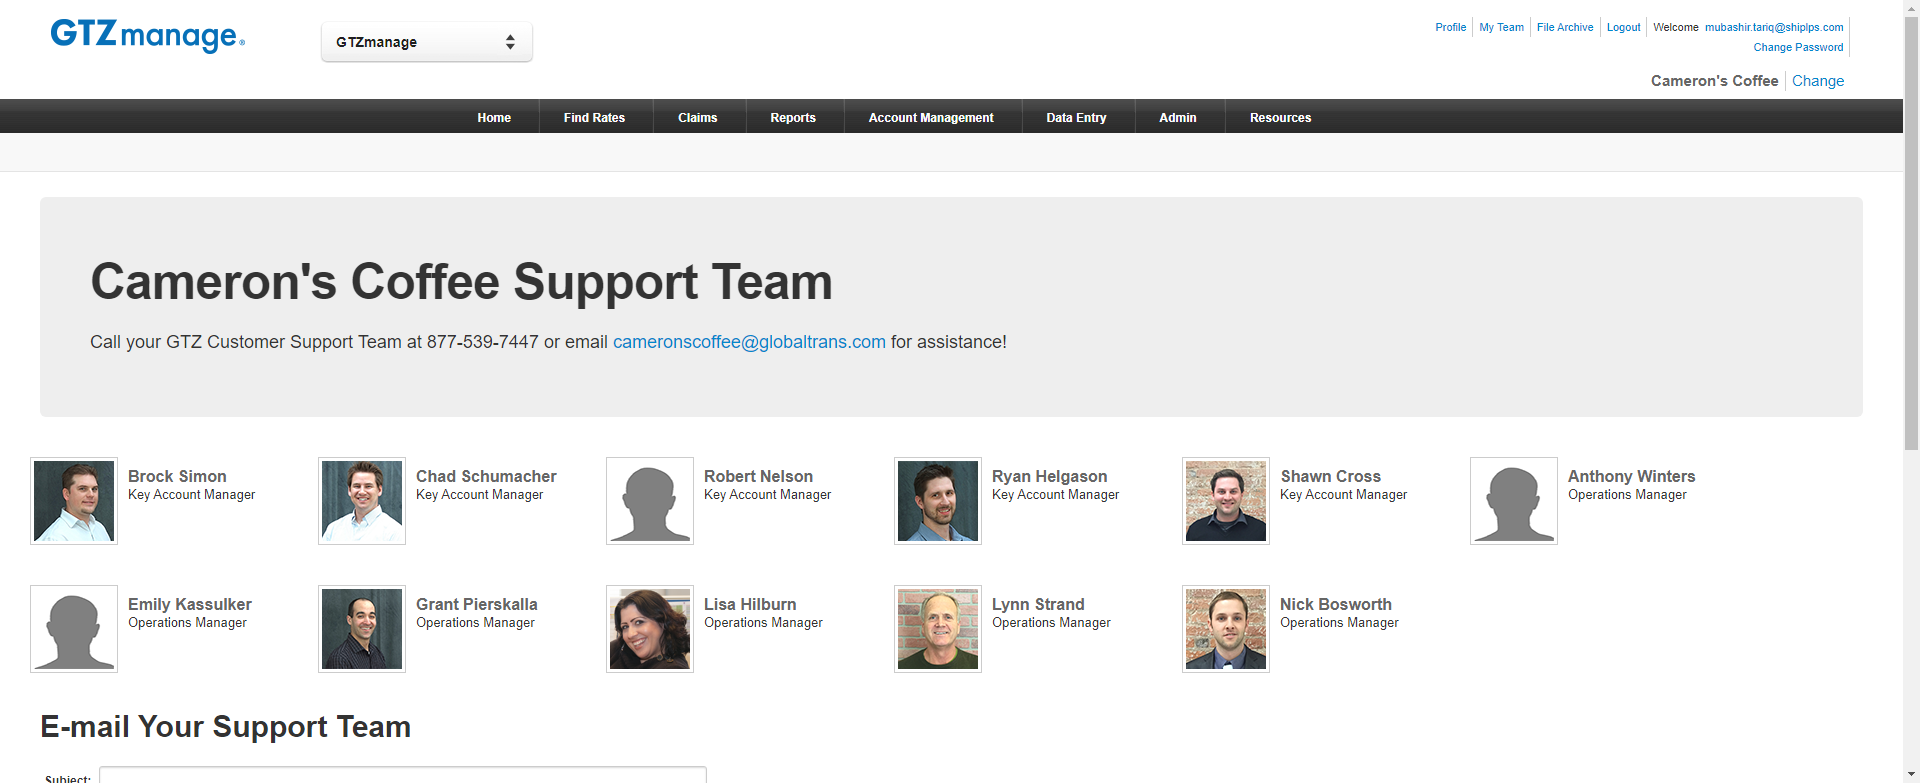 GTZmanage®
GTZmanage
Profile My Team File Archive Logout Welcome mubashir.tariq@shiplps.com
Change Password
Cameron's Coffee Change
Home Find Rates Claims Reports Account Management Data Entry Admin Resources
Cameron's Coffee Support Team
Call your GTZ Customer Support Team at 877-539-7447 or email cameronscoffee@globaltrans.com for assistance!
Brock Simon
Key Account Manager
Chad Schumacher
Key Account Manager
Robert Nelson
Key Account Manager
Ryan Helgason
Key Account Manager
Shawn Cross
Key Account Manager
Anthony Winters
Operations Manager
Emily Kassulker
Operations Manager
Grant Pierskalla
Operations Manager
Lisa Hilburn
Operations Manager
Lynn Strand
Operations Manager
Nick Bosworth
Operations Manager
E-mail Your Support Team
Subject: